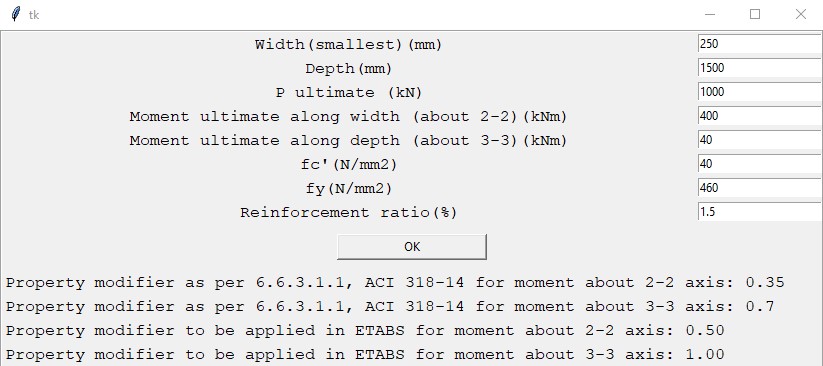 tk
Width(smallest)(mm) 250
Depth(mm) 1500
P ultimate (kN) 1000
Moment ultimate along width (about 2-2)(kNm) 400
Moment ultimate along depth (about 3-3)(kNm) 40
fc'(N/mm2) 40
fy(N/mm2) 460
Reinforcement ratio(%) 1.5
OK
Property modifier as per 6.6.3.1.1, ACI 318-14 for moment about 2-2 axis: 0.35
Property modifier as per 6.6.3.1.1, ACI 318-14 for moment about 3-3 axis: 0.7
Property modifier to be applied in ETABS for moment about 2-2 axis: 0.50
Property modifier to be applied in ETABS for moment about 3-3 axis: 1.00